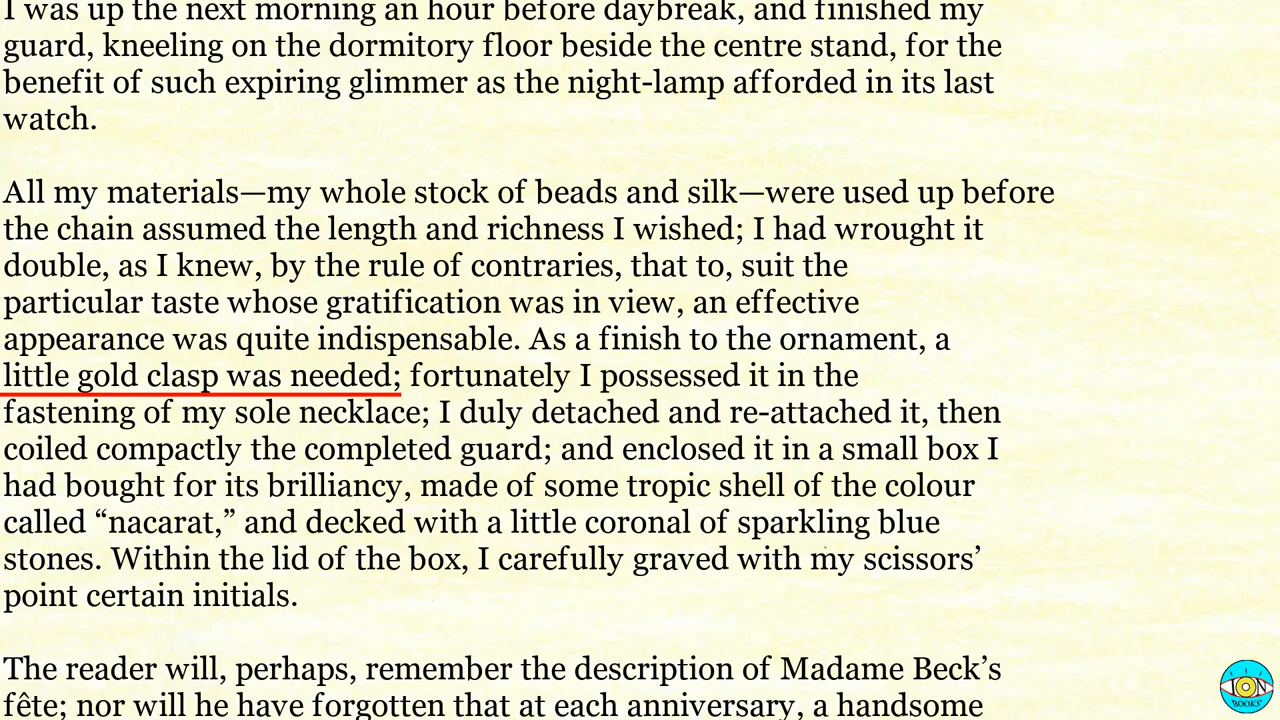 I was up the next morning an hour before daybreak, and finished my
guard, kneeling on the dormitory floor beside the centre stand, for the
benefit of such expiring glimmer as the night-lamp afforded in its last
watch.
All my materials—my whole stock of beads and silk—were used up before
the chain assumed the length and richness I wished; I had wrought it
double, as I knew, by the rule of contraries, that to, suit the
particular taste whose gratification was in view, an effective
appearance was quite indispensable. As a finish to the ornament, a
little gold clasp was needed; fortunately I possessed it in the
fastening of my sole necklace; I duly detached and re-attached it, then
coiled compactly the completed guard; and enclosed it in a small box I
had bought for its brilliancy, made of some tropic shell of the colour
called “nacarat,” and decked with a little coronal of sparkling blue
stones. Within the lid of the box, I carefully graved with my scissors’
point certain initials.
The reader will, perhaps, remember the description of Madame Beck’s
fête; nor will he have forgotten that at each anniversary, a handsome
ION
BOOKS